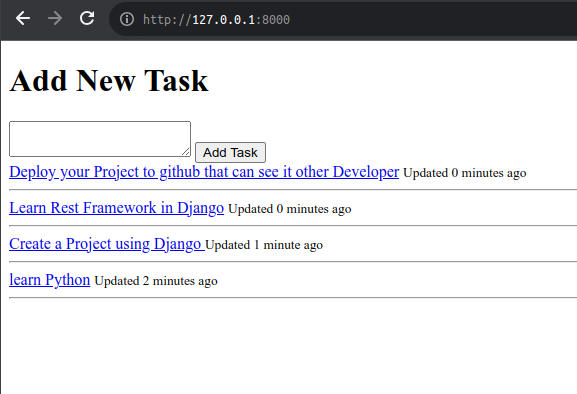 http://127.0.0.1:8000
Add New Task
Add Task
Deploy your Project to github that can see it other Developer Updated 0 minutes ago
Learn Rest Framework in Django Updated 0 minutes ago
Create a Project using Django Updated 1 minute ago
learn Python Updated 2 minutes ago